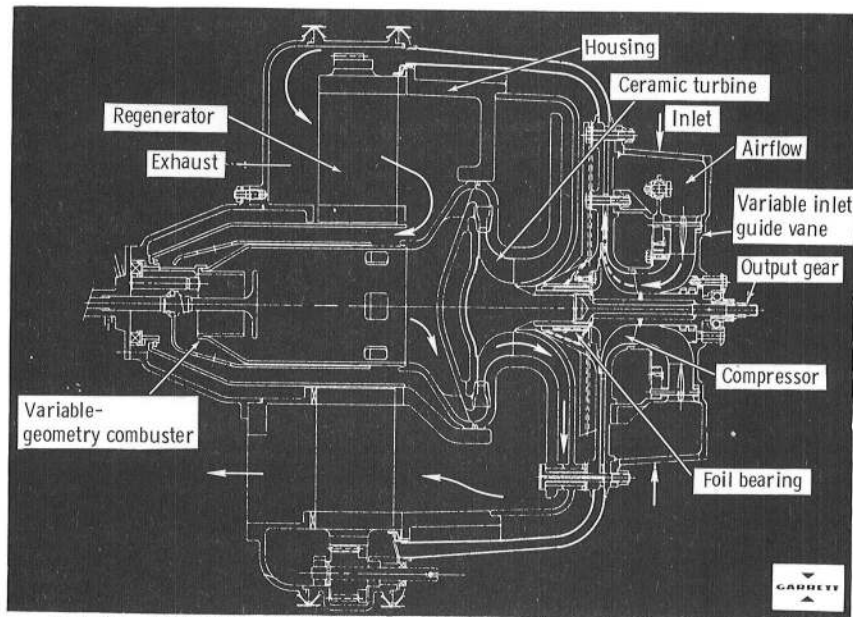 Housing
Ceramic turbine
Regenerator
Inlet
Exhaust
Airflow
Variable inlet
guide vane
Output gear
Compressor
Variable-
geometry combuster
Foil bearing
GARRETT